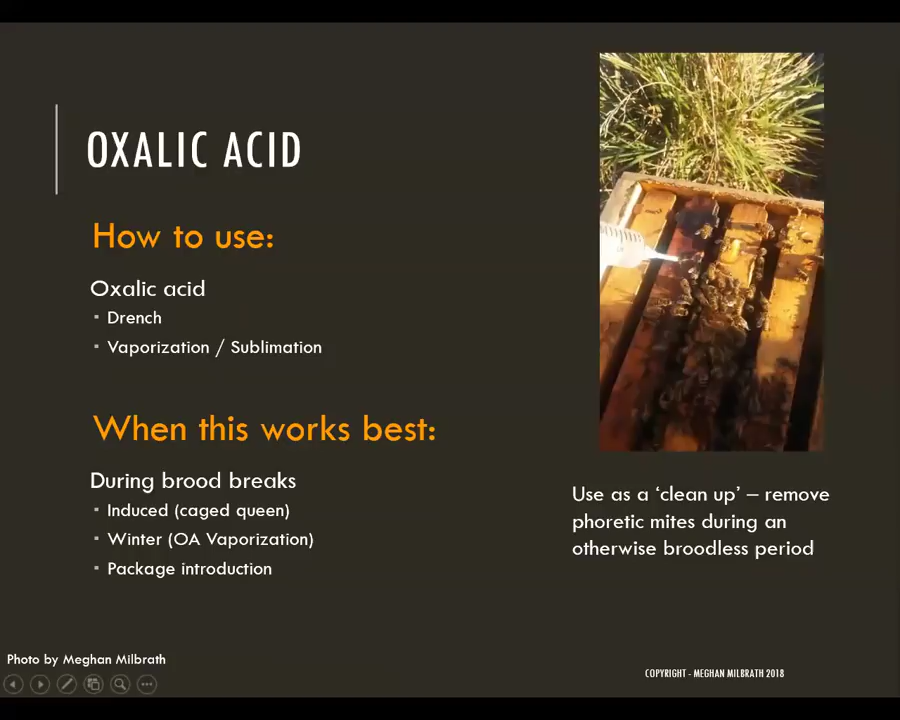 OXALIC ACID
How to use:
Oxalic acid
▪ Drench
▪ Vaporization / Sublimation
When this works best:
During brood breaks
▪ Induced (caged queen)
▪ Winter (OA Vaporization)
▪ Package introduction
Use as a ‘clean up’ – remove
phoretic mites during an
otherwise broodless period
Photo by Meghan Milbrath
COPYRIGHT - MEGHAN MILBRATH 2018